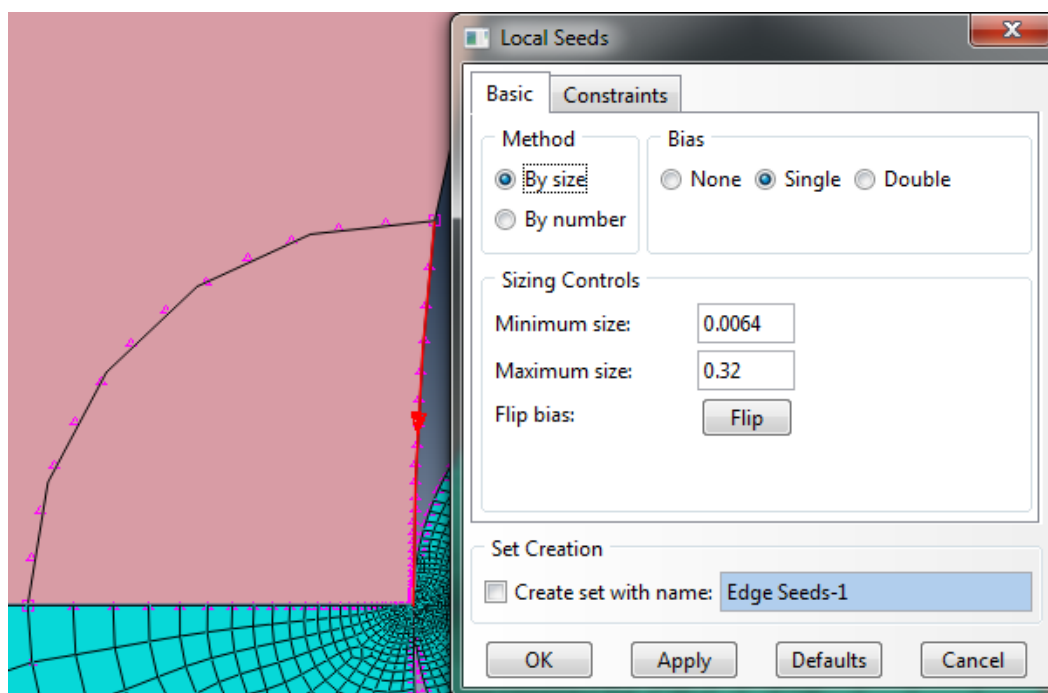 Local Seeds
Basic
Constraints
Method
Bias
By size
None
Single
Double
By number
Sizing Controls
Minimum size:
0.0064
Maximum size:
0.32
Flip bias:
Flip
Set Creation
Create set with name:
Edge Seeds-1
OK
Apply
Defaults
Cancel